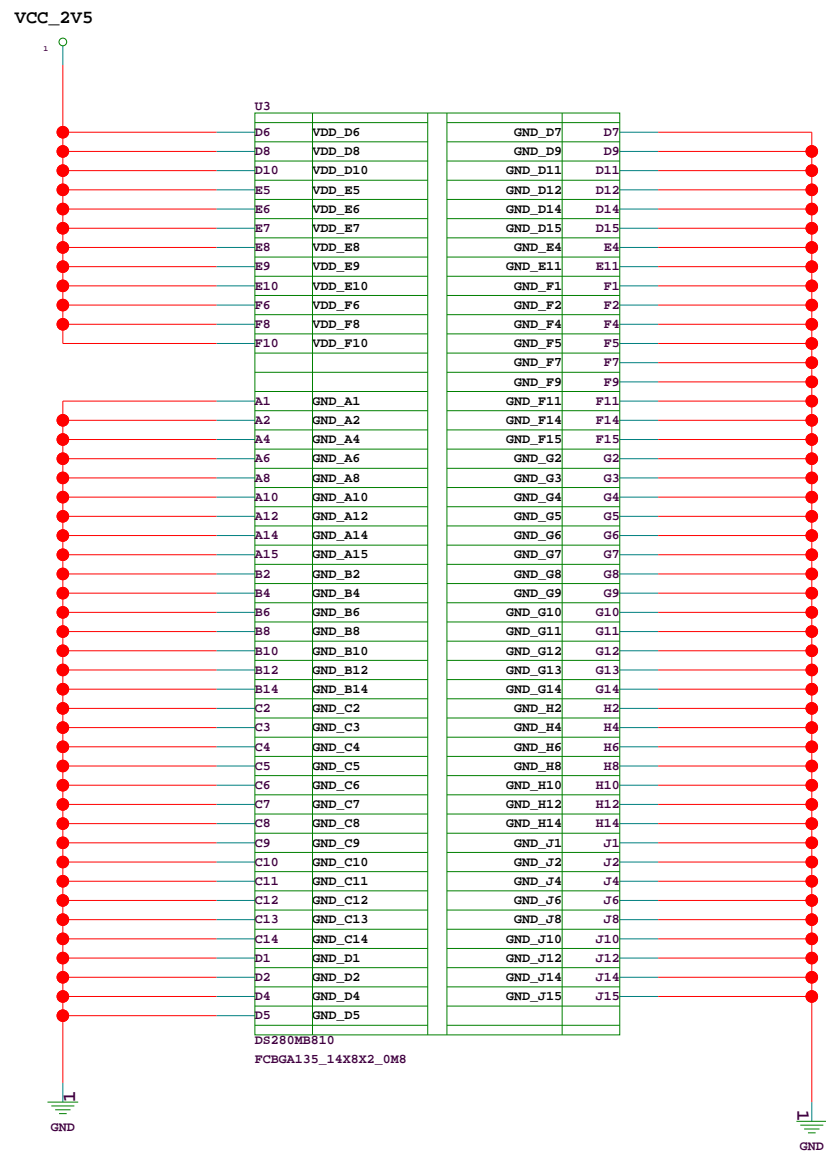 VCC_2V5
1
U3
D6 VDD_D6 GND_D7 D7
D8 VDD_D8 GND_D9 D9
D10 VDD_D10 GND_D11 D11
E5 VDD_E5 GND_D12 D12
E6 VDD_E6 GND_D14 D14
E7 VDD_E7 GND_D15 D15
E8 VDD_E8 GND_E4 E4
E9 VDD_E9 GND_E11 E11
E10 VDD_E10 GND_F1 F1
F6 VDD_F6 GND_F2 F2
F8 VDD_F8 GND_F4 F4
F10 VDD_F10 GND_F5 F5
GND_F7 F7
GND_F9 F9
A1 GND_A1 GND_F11 F11
A2 GND_A2 GND_F14 F14
A4 GND_A4 GND_F15 F15
A6 GND_A6 GND_G2 G2
A8 GND_A8 GND_G3 G3
A10 GND_A10 GND_G4 G4
A12 GND_A12 GND_G5 G5
A14 GND_A14 GND_G6 G6
A15 GND_A15 GND_G7 G7
B2 GND_B2 GND_G8 G8
B4 GND_B4 GND_G9 G9
B6 GND_B6 GND_G10 G10
B8 GND_B8 GND_G11 G11
B10 GND_B10 GND_G12 G12
B12 GND_B12 GND_G13 G13
B14 GND_B14 GND_G14 G14
C2 GND_C2 GND_H2 H2
C3 GND_C3 GND_H4 H4
C4 GND_C4 GND_H6 H6
C5 GND_C5 GND_H8 H8
C6 GND_C6 GND_H10 H10
C7 GND_C7 GND_H12 H12
C8 GND_C8 GND_H14 H14
C9 GND_C9 GND_J1 J1
C10 GND_C10 GND_J2 J2
C11 GND_C11 GND_J4 J4
C12 GND_C12 GND_J6 J6
C13 GND_C13 GND_J8 J8
C14 GND_C14 GND_J10 J10
D1 GND_D1 GND_J12 J12
D2 GND_D2 GND_J14 J14
D4 GND_D4 GND_J15 J15
D5 GND_D5
DS280MB810
FCBGA135_14X8X2_0M8
1
GND
1
GND